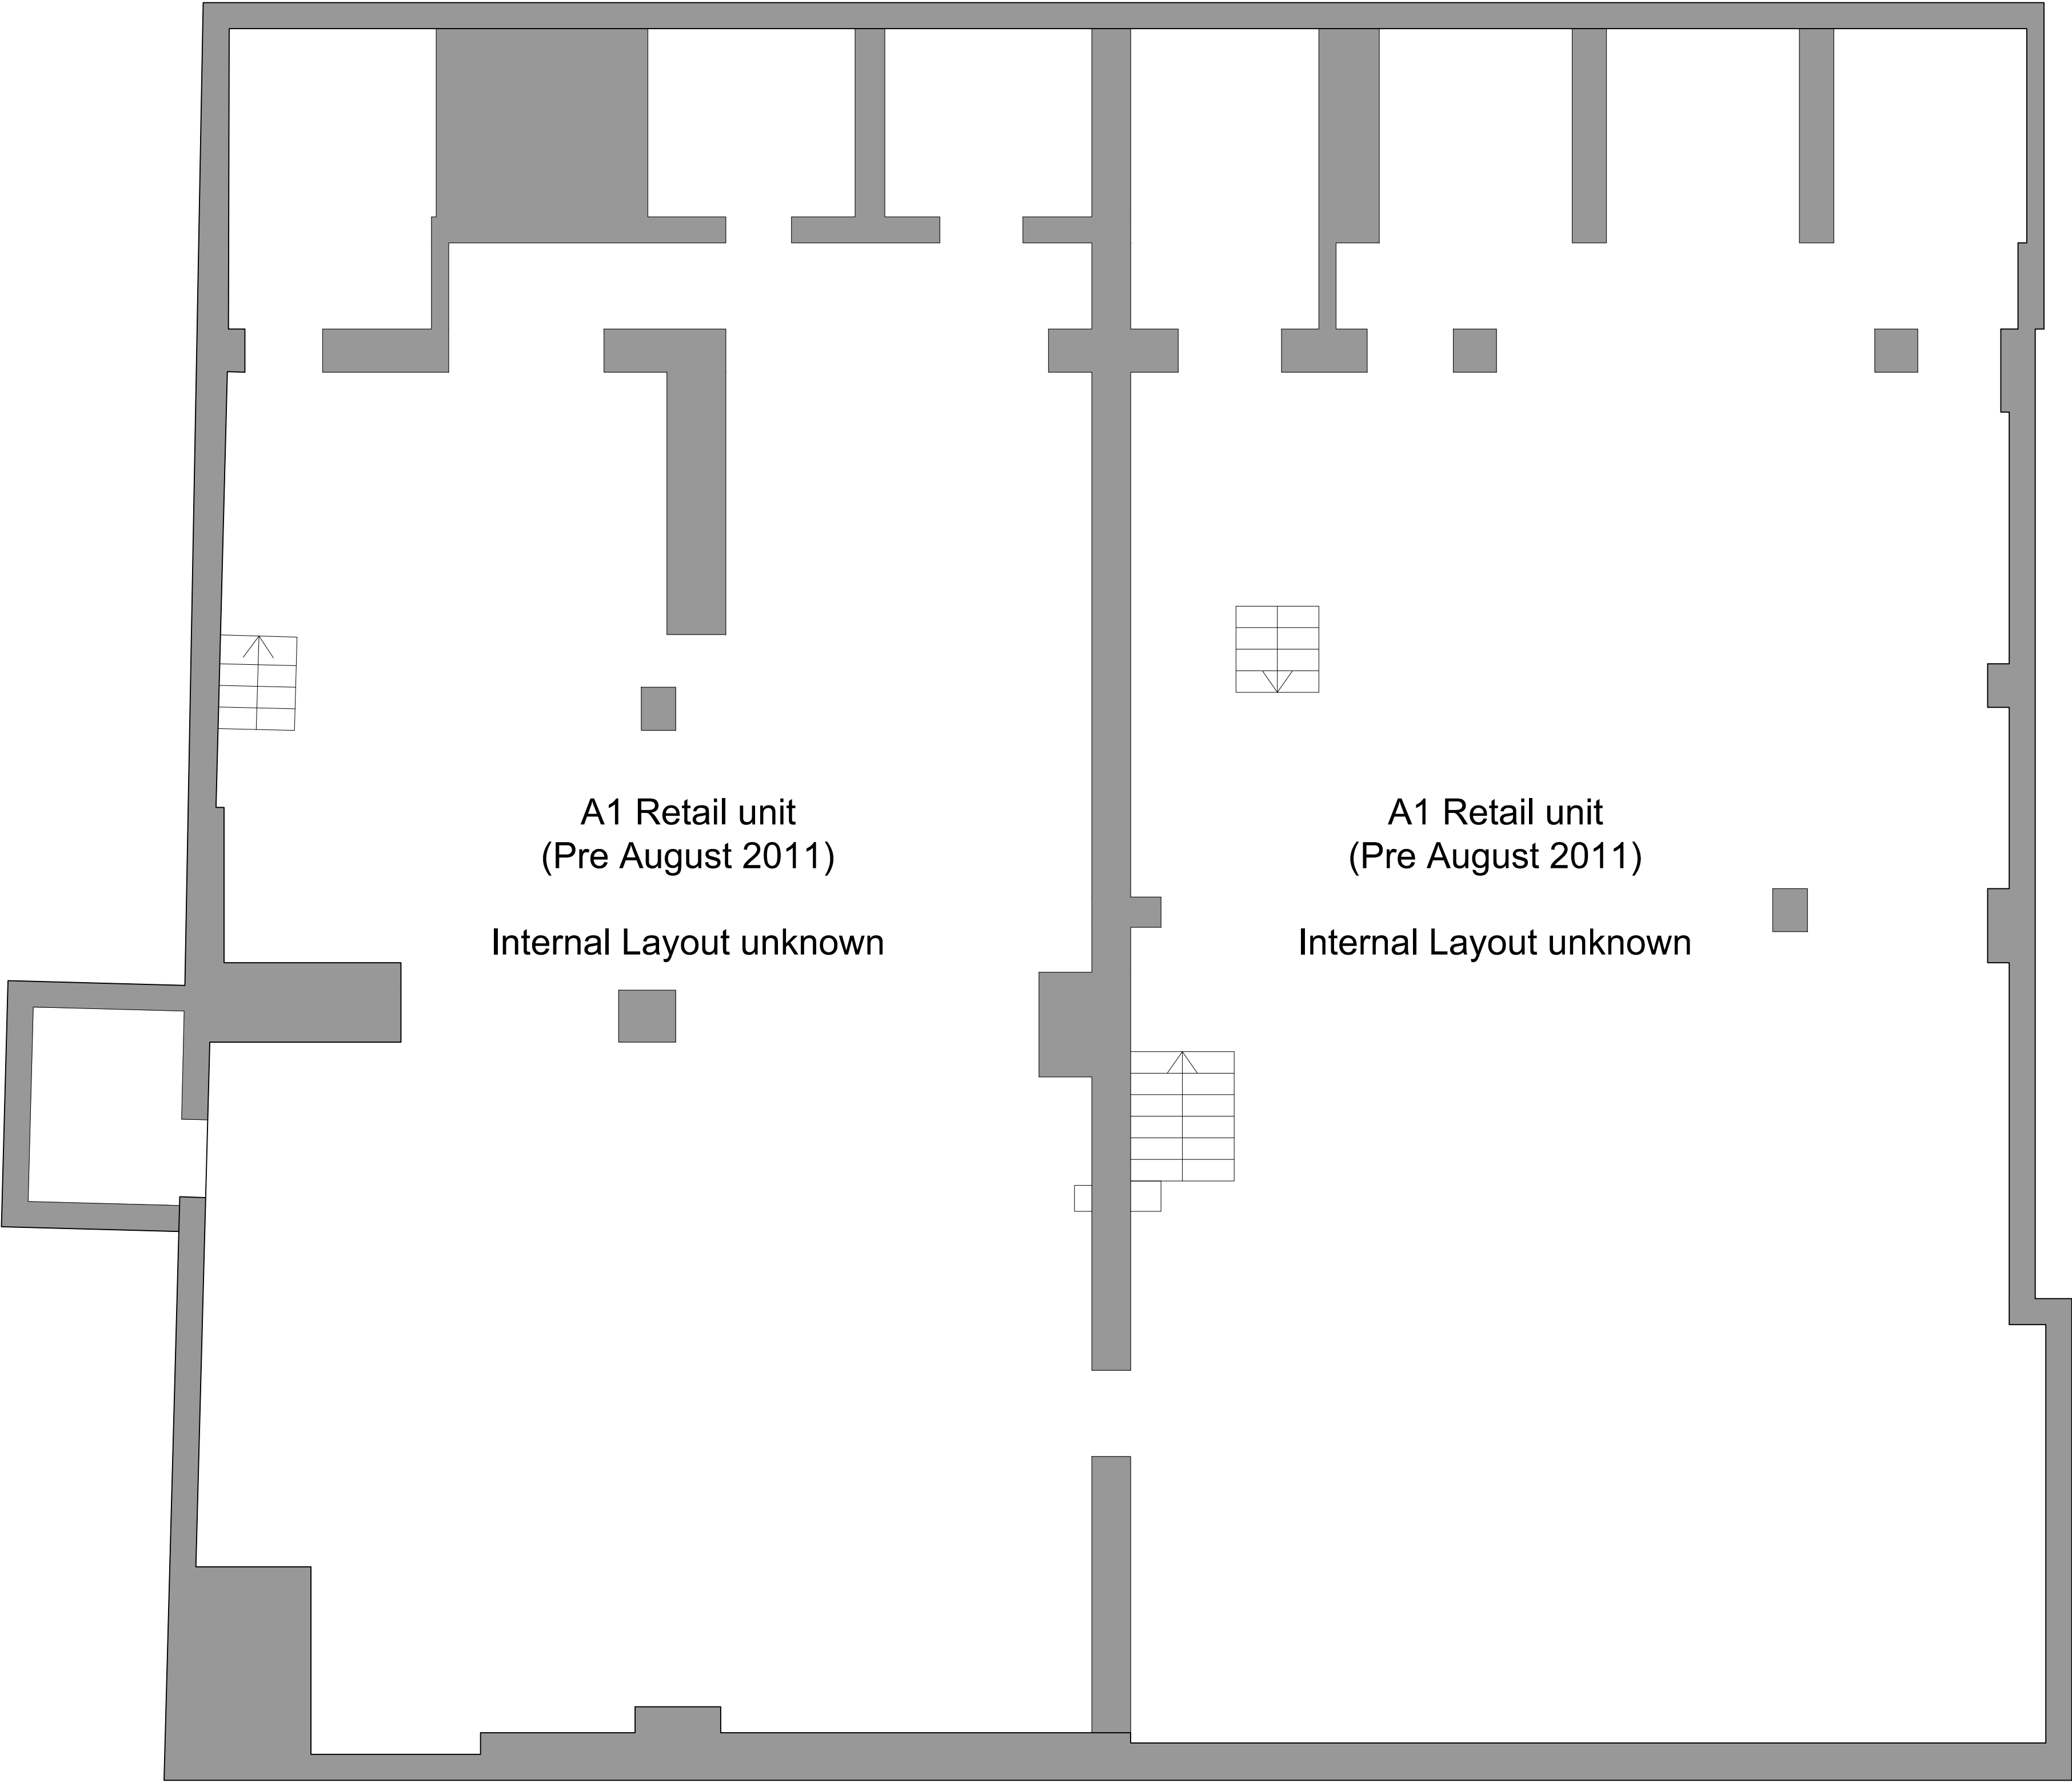 A1 Retail unit
(Pre August 2011)
Internal Layout unknown
A1 Retail unit
(Pre August 2011)
Internal Layout unknown